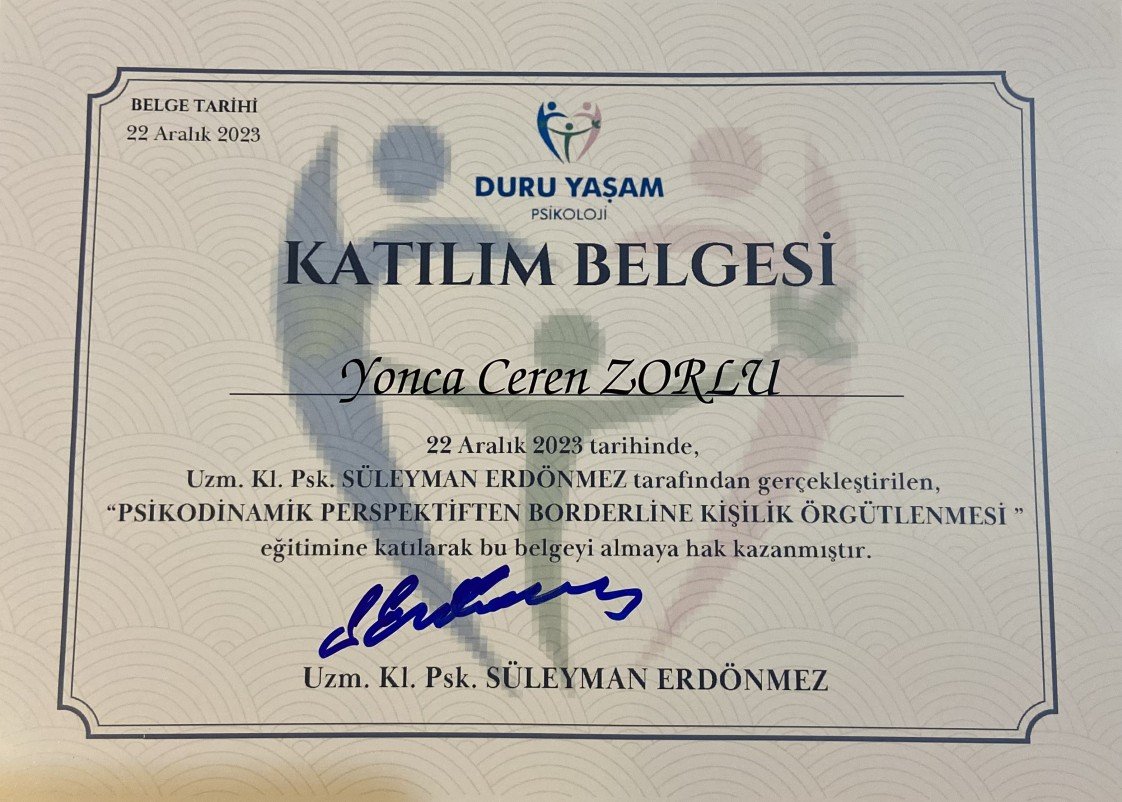 BELGE TARİHİ
22 Aralık 2023
DURU YAŞAM
PSİKOLOJİ
KATILIM BELGESİ
Yonca Ceren ZORLU
22 Aralık 2023 tarihinde,
Uzm. Kl. Psk. SÜLEYMAN ERDÖNMEZ tarafından gerçekleştirilen,
“PSİKODİNAMİK PERSPEKTİFTEN BORDERLİNE KİŞİLİK ÖRGÜTLENMESİ ”
eğitimine katılarak bu belgeyi almaya hak kazanmıştır.
Uzm. Kl. Psk. SÜLEYMAN ERDÖNMEZ